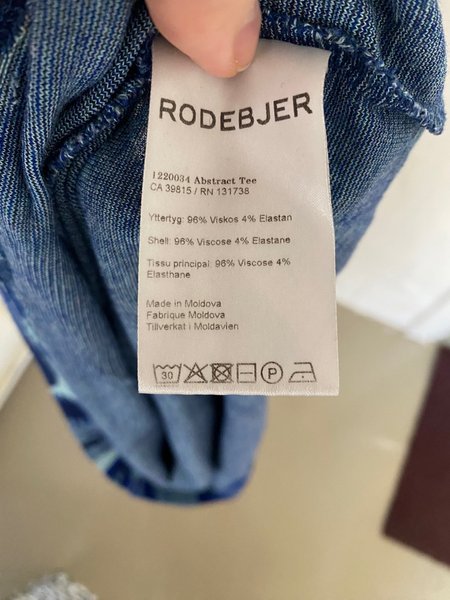 RODEBJER
1220034 Abstract Tee
CA 39815 / RN 131738
Yttertyg: 96% Viskos 4% Elastan
Shell: 96% Viscose 4% Elastane
Tissu principal: 96% Viscose 4%
Elasthane
Made in Moldova
Fabrique Moldova
Tillverkat i Moldavien
30
P